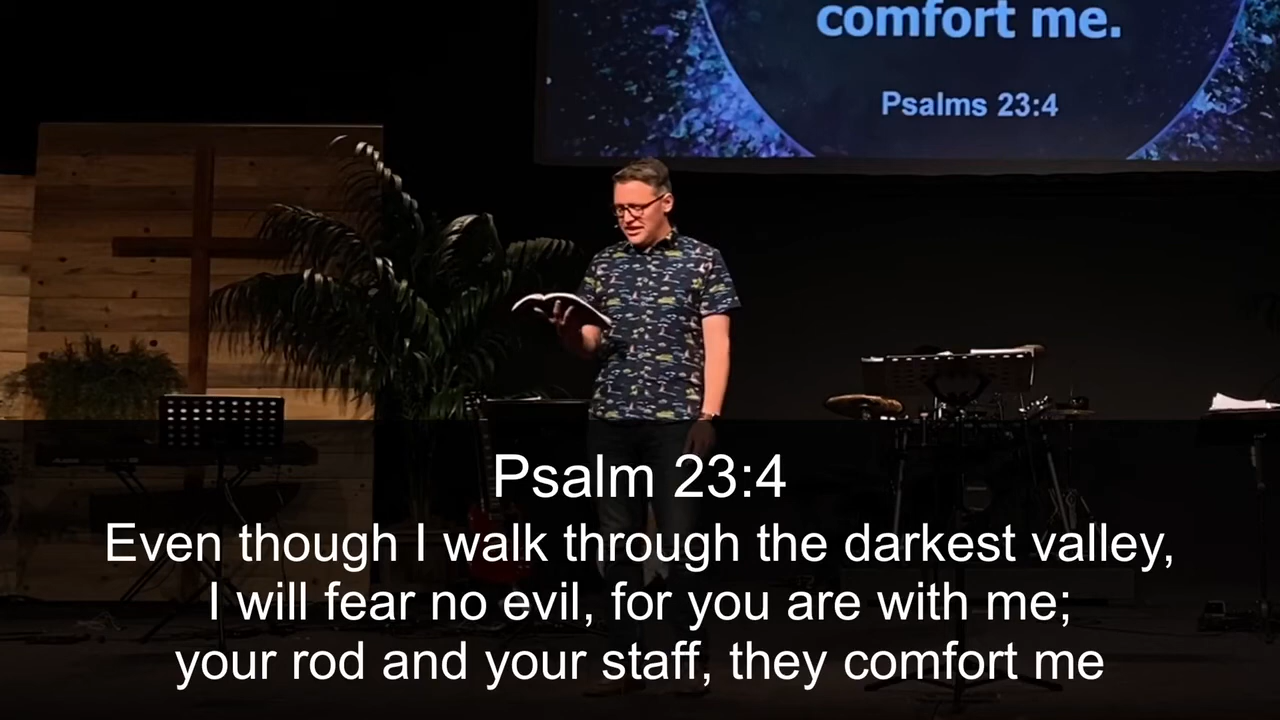 comfort me.
Psalms 23:4
Psalm 23:4
Even though I walk through the darkest valley,
I will fear no evil, for you are with me;
your rod and your staff, they comfort me